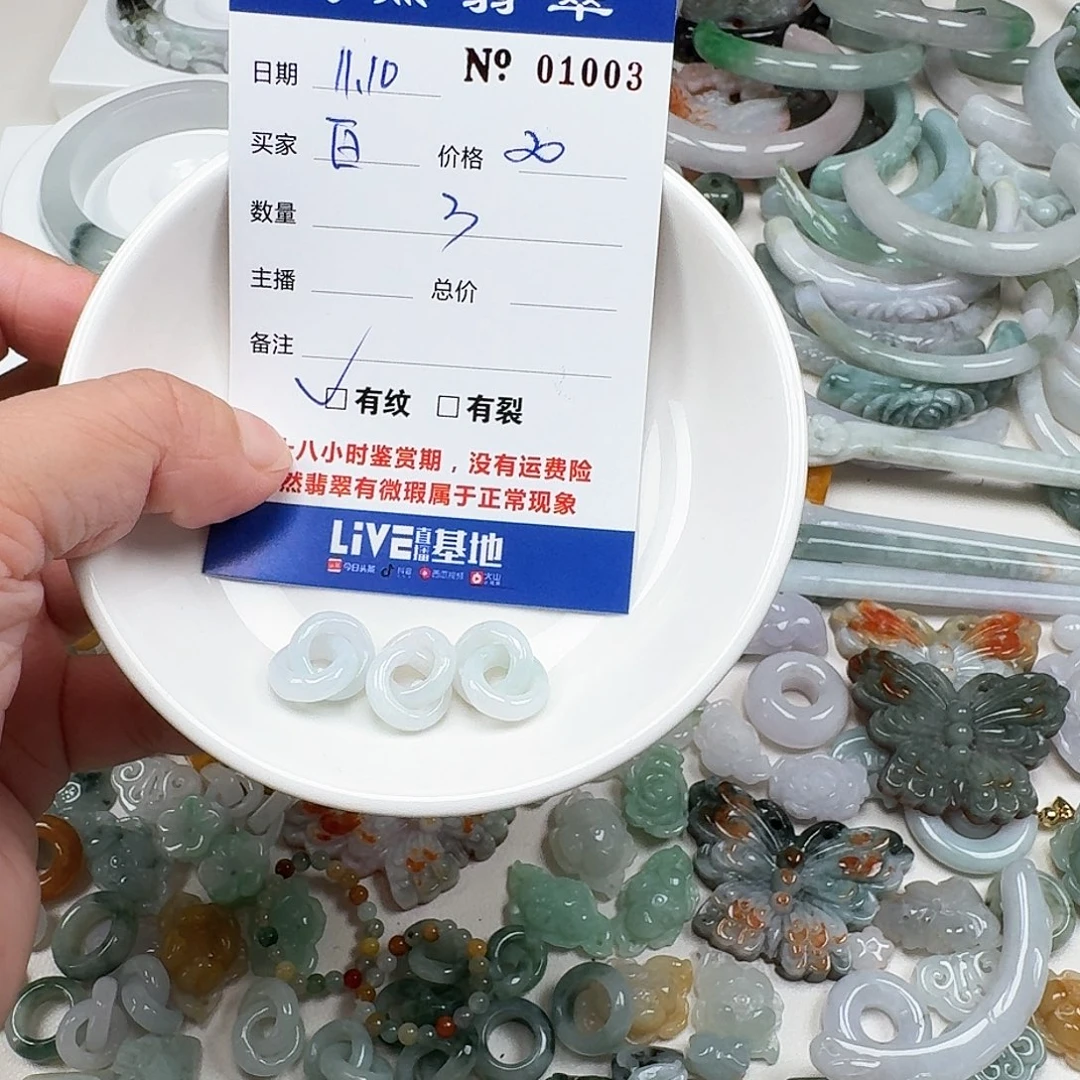 翡翠
日期 11.10 Nº 01003
买家 百 价格 20
数量 3
主播 总价
备注
有纹 有裂
八小时鉴赏期，没有运费险
然翡翠有微瑕属于正常现象
LiVE直播基地
今日头条 抖音 西瓜视频 火山